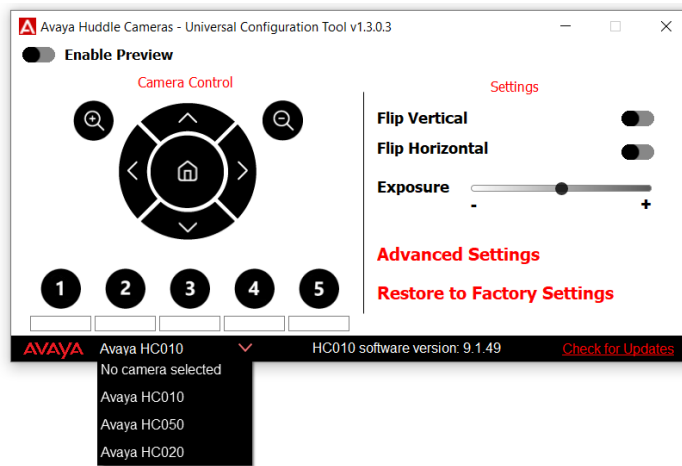 Avaya Huddle Cameras - Universal Configuration Tool v1.3.0.3
Enable Preview
Camera Control
Settings
Flip Vertical
Flip Horizontal
Exposure
- +
Advanced Settings
Restore to Factory Settings
1 2 3 4 5
AVAYA Avaya HC010 HC010 software version: 9.1.49 Check for Updates
No camera selected
Avaya HC010
Avaya HC050
Avaya HC020